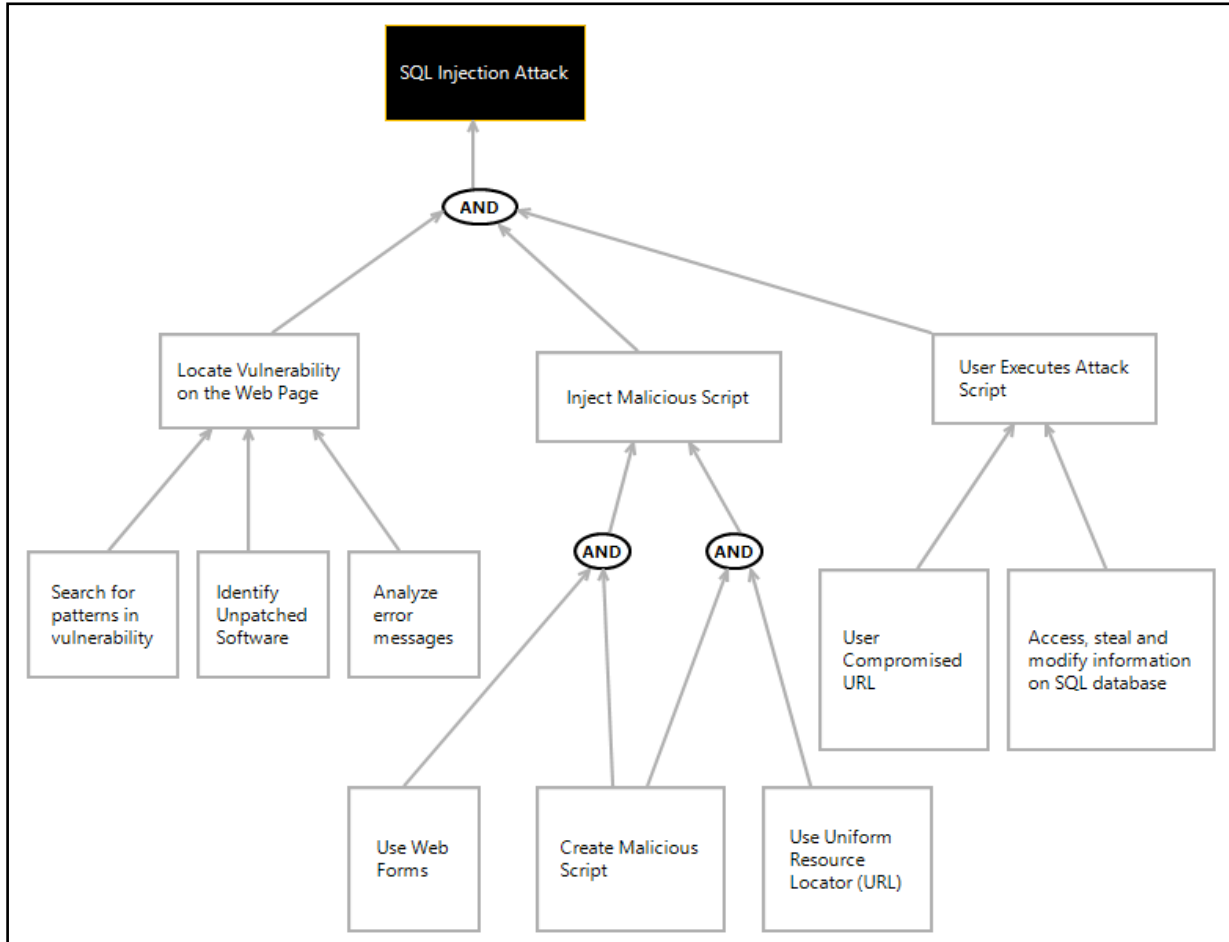 SQL Injection Attack
AND
Locate Vulnerability
on the Web Page
Inject Malicious Script
User Executes Attack
Script
AND
AND
Search for
patterns in
vulnerability
Identify
Unpatched
Software
Analyze
error
messages
User
Compromised
URL
Access, steal and
modify information
on SQL database
Use Web
Forms
Create Malicious
Script
Use Uniform
Resource
Locator (URL)